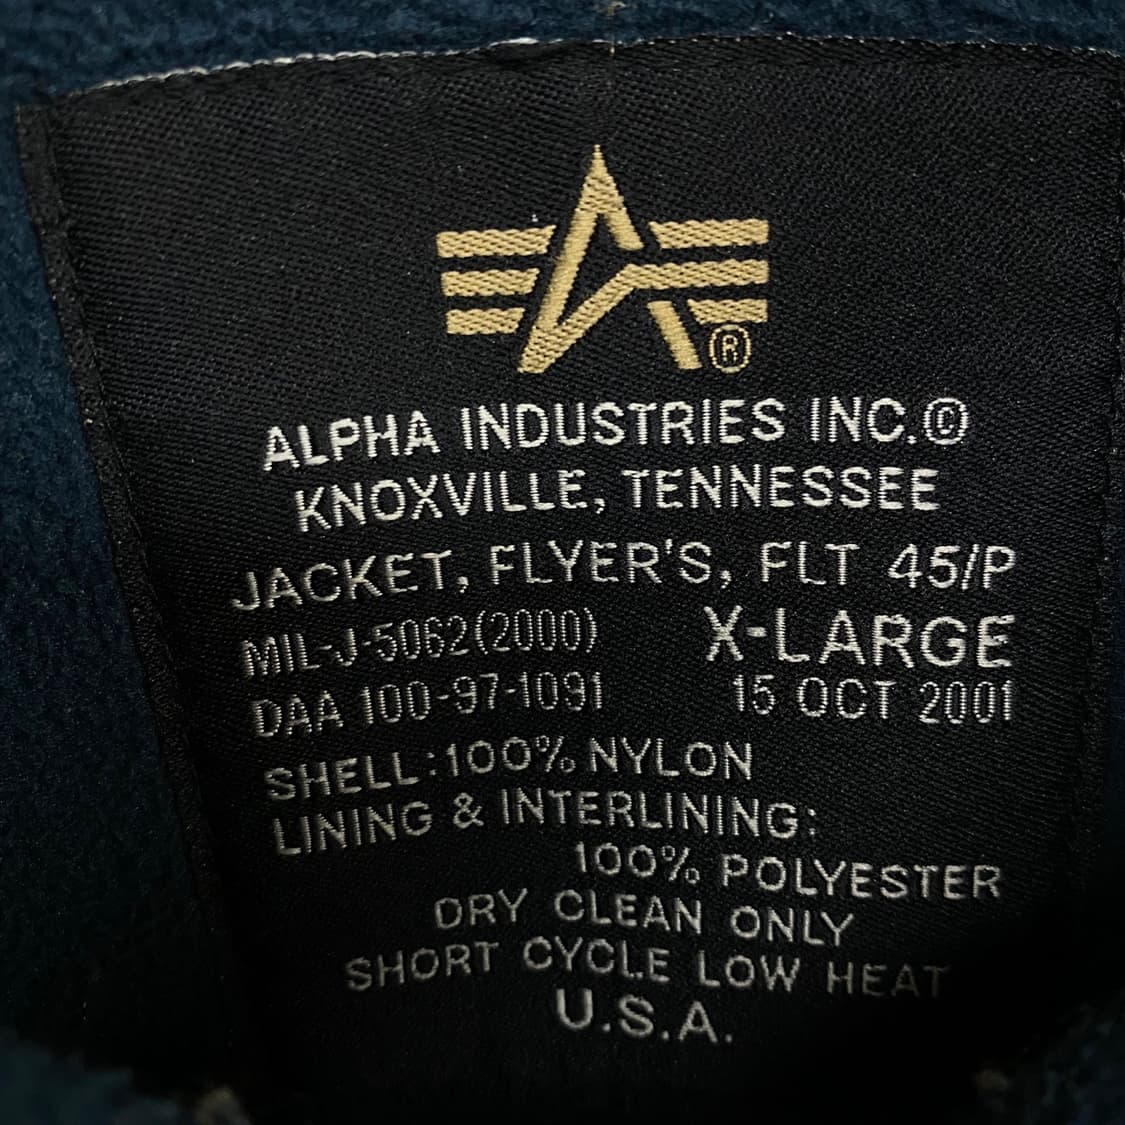 ®
ALPHA INDUSTRIES INC.©
KNOXVILLE, TENNESSEE
JACKET, FLYER'S, FLT 45/P
MIL-J-5062(2000) X-LARGE
DAA 100-97-1091 15 OCT 2001
SHELL:100% NYLON
LINING & INTERLINING:
100% POLYESTER
DRY CLEAN ONLY
SHORT CYCLE LOW HEAT
U.S.A.